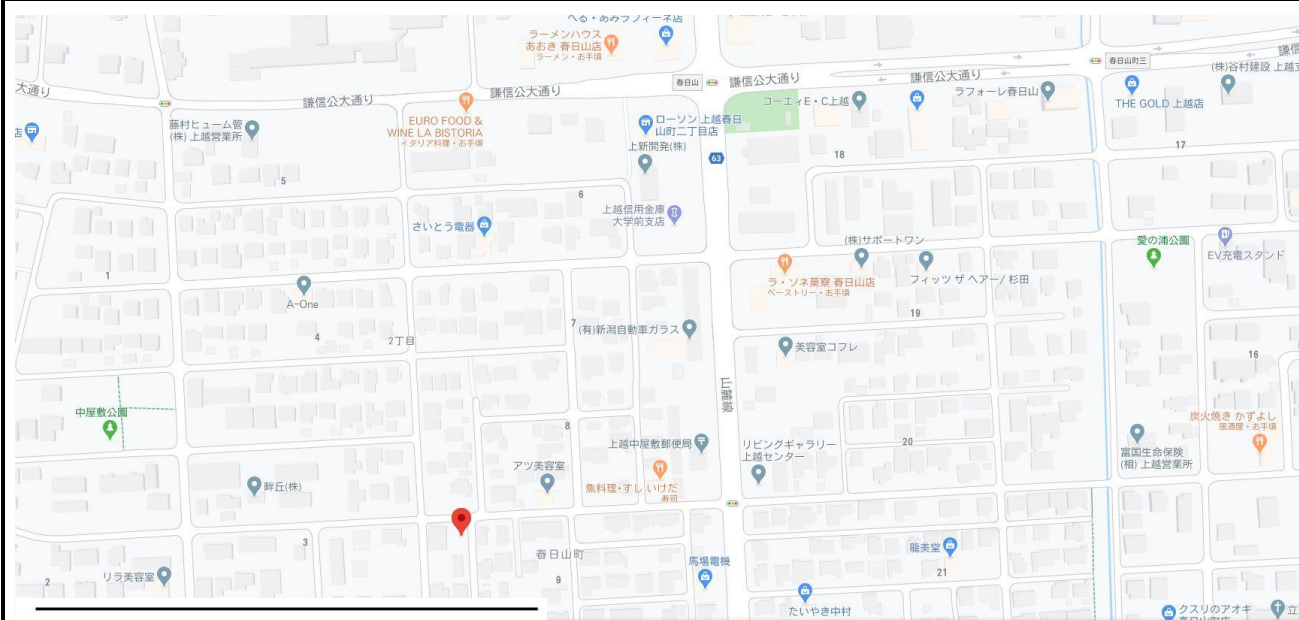 へる・あみラフィーネ店
ラーメンハウス
あおき 春日山店
ラーメン・お手頃
大通り
謙信公大通り
謙信公大通り
春日山
謙信公大通り
謙信公大通り
春日山町三
謙信
(株)谷村建設 上越支
店
藤村ヒューム管
(株) 上越営業所
EURO FOOD &
WINE LA BISTORIA
イタリア料理・お手頃
ローソン 上越春日
山町二丁目店
上新開発(株)
63
コーエィE・C上越
ラフォーレ春日山
THE GOLD 上越店
17
18
5
6
さいとう電器
上越信用金庫
大学前支店
(株)サポートワン
愛の浦公園
EV充電スタンド
1
A-One
ラ・ソネ菓寮 春日山店
ペーストリー・お手頃
フィッツ ザ ヘアー/ 杉田
19
4
2丁目
7
(有)新潟自動車ガラス
美容室コフレ
16
山麓線
中屋敷公園
8
上越中屋敷郵便局
リビングギャラリー
上越センター
20
炭火焼き かずよし
居酒屋・お手頃
富国生命保険
(相) 上越営業所
畔丘(株)
アツ美容室
魚料理・すし いけだ
寿司
3
春日山町
龍美堂
21
2
リラ美容室
9
馬場電機
たいやき中村
クスリのアオキ
春日山町店
立